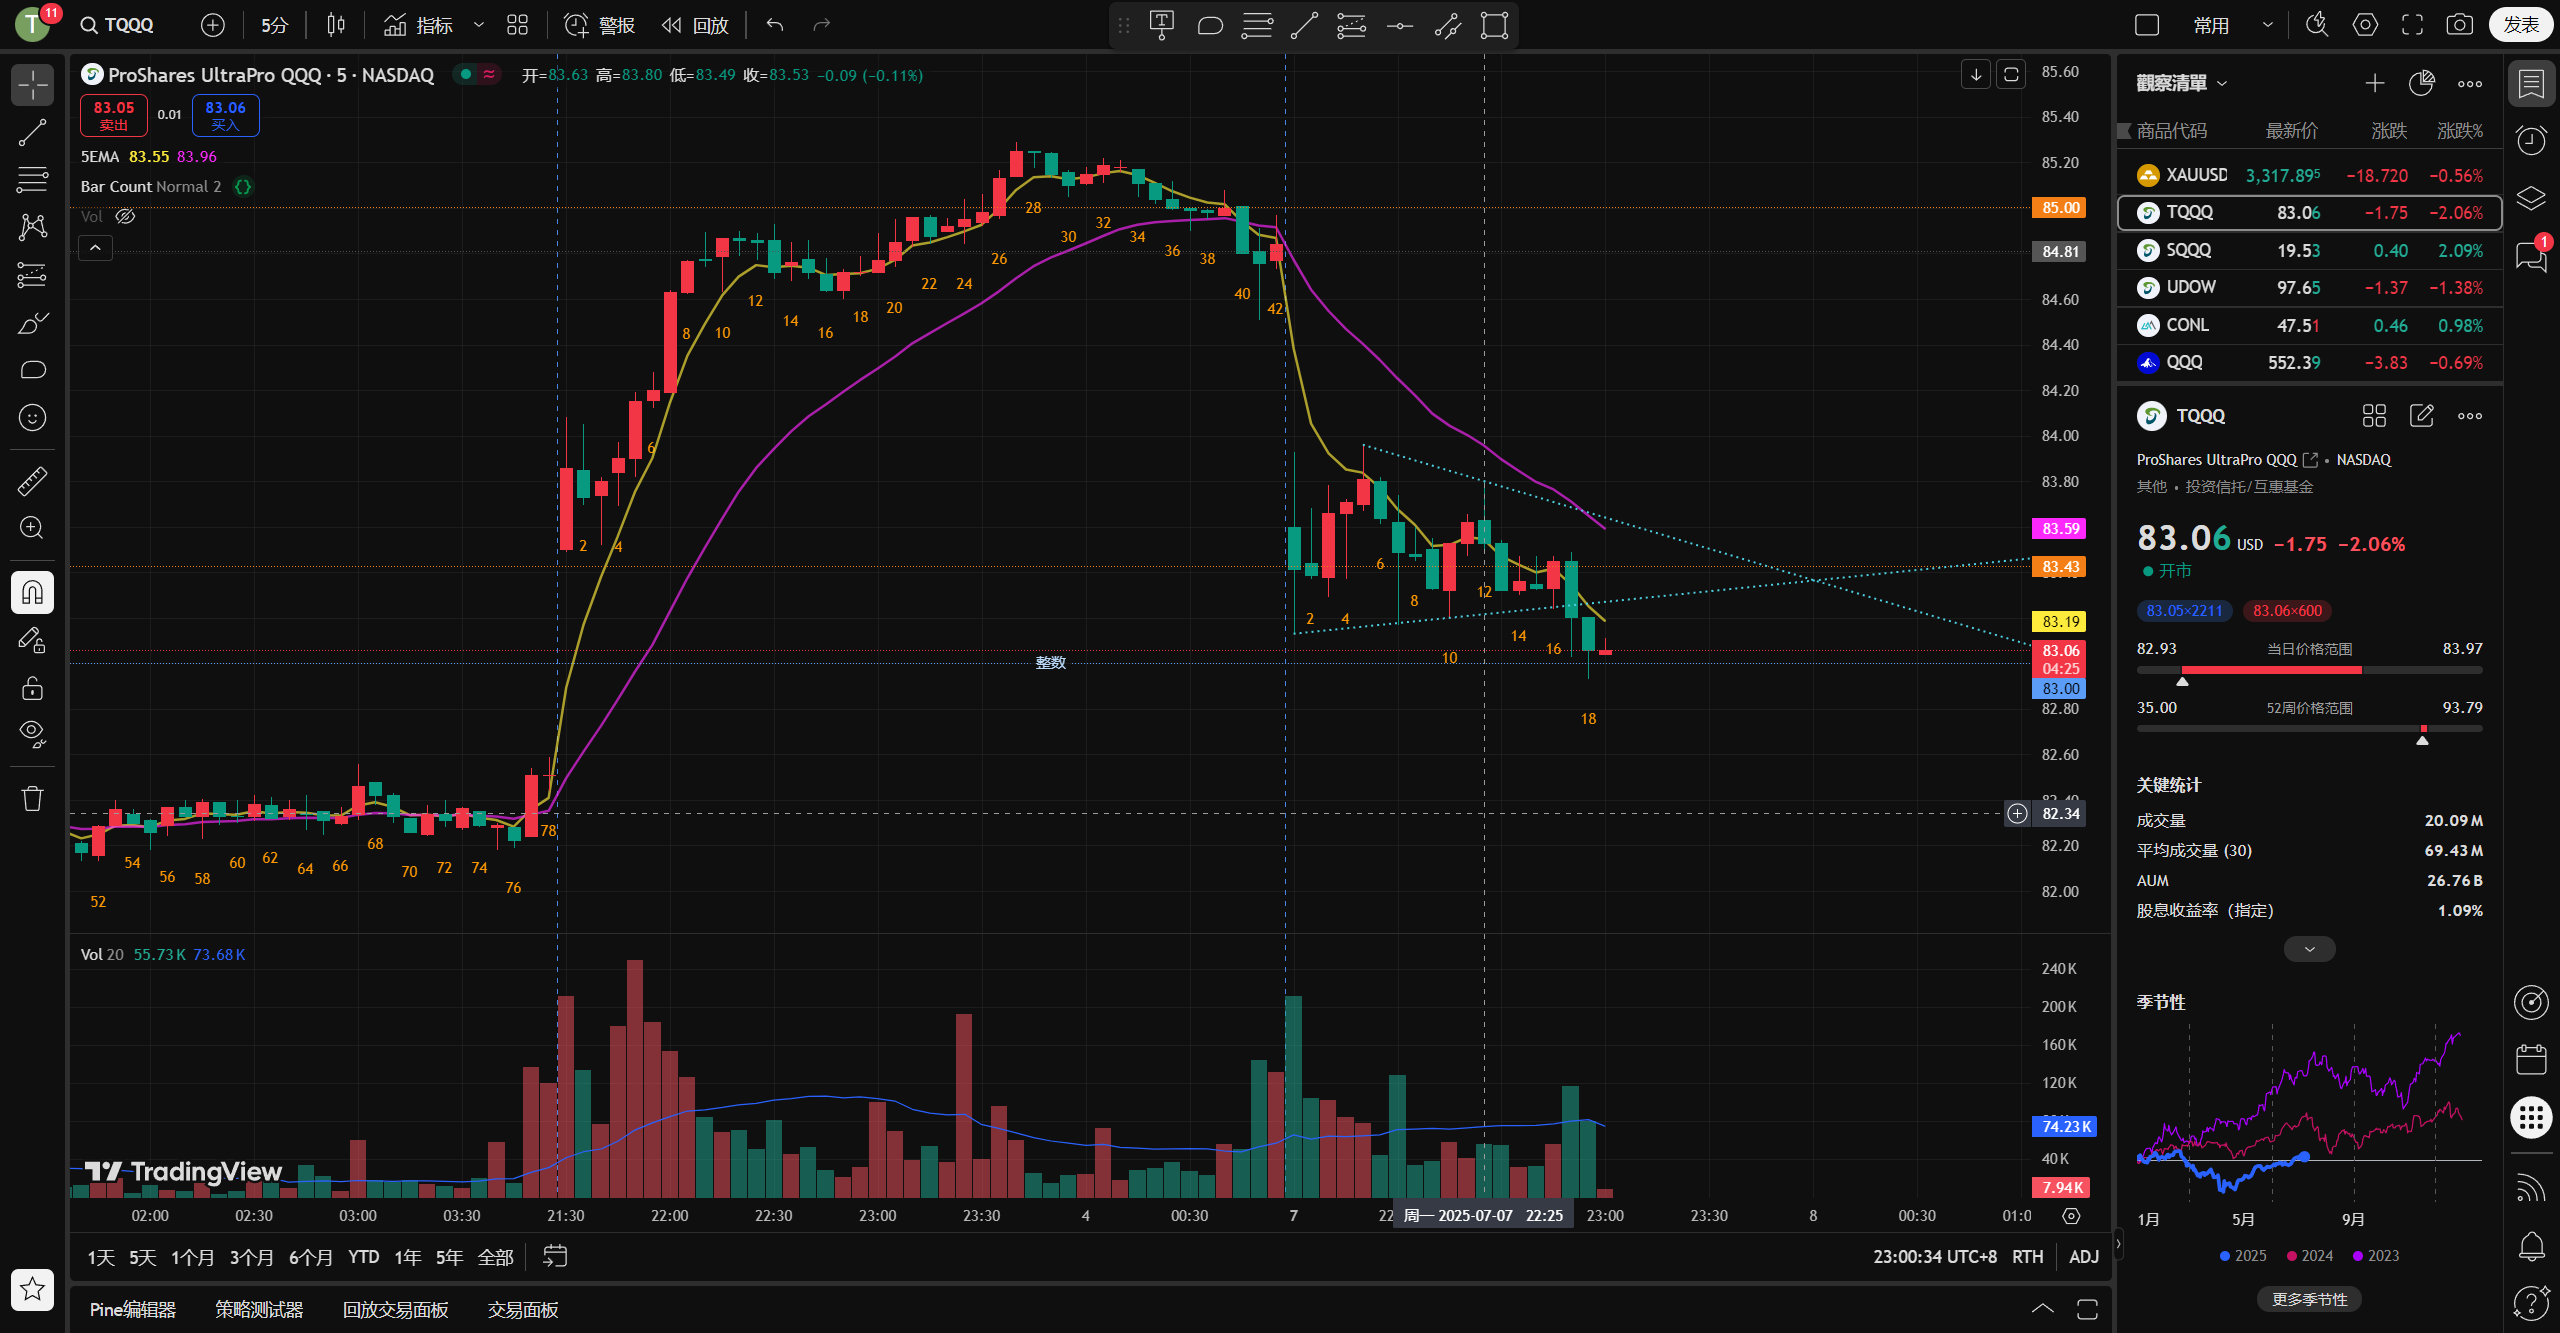 T 11 TQQQ 5分 指标 警报 回放 常用 发表
ProShares UltraPro QQQ · 5 · NASDAQ 开=83.63 高=83.80 低=83.49 收=83.53 −0.09 (−0.11%)
83.05 卖出 0.01 83.06 买入
5EMA 83.55 83.96
Bar Count Normal 2
Vol
85.60
85.40
85.20
85.00
84.81
84.60
84.40
84.20
84.00
83.80
83.59
83.43
83.19
83.06
04:25
83.00
82.80
82.60
82.34
82.20
82.00
整数
52 54 56 58 60 62 64 66 68 70 72 74 76 78
2 4 6 8 10 12 14 16 18 20 22 24 26 28 30 32 34 36 38 40 42
2 4 6 8 10 12 14 16 18
Vol 20 55.73K 73.68K
240K
200K
160K
120K
74.23K
40K
7.94K
TradingView
02:00 02:30 03:00 03:30 21:30 22:00 22:30 23:00 23:30 4 00:30 7 周一 2025-07-07 22:25 23:00 23:30 8 00:30 01:0
1天 5天 1个月 3个月 6个月 YTD 1年 5年 全部 23:00:34 UTC+8 RTH ADJ
Pine编辑器 策略测试器 回放交易面板 交易面板
觀察清單
商品代码 最新价 涨跌 涨跌%
XAUUSD 3,317.895 −18.720 −0.56%
TQQQ 83.06 −1.75 −2.06%
SQQQ 19.53 0.40 2.09%
UDOW 97.65 −1.37 −1.38%
CONL 47.51 0.46 0.98%
QQQ 552.39 −3.83 −0.69%
TQQQ
ProShares UltraPro QQQ • NASDAQ
其他 • 投资信托/互惠基金
83.06 USD −1.75 −2.06%
开市
83.05×2211 83.06×600
82.93 当日价格范围 83.97
35.00 52周价格范围 93.79
关键统计
成交量 20.09M
平均成交量 (30) 69.43M
AUM 26.76B
股息收益率（指定） 1.09%
季节性
1月 5月 9月
2025 2024 2023
更多季节性
1